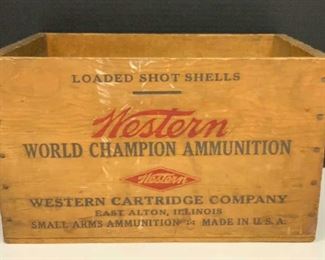 LOADED SHOT SHELLS
Western
WORLD CHAMPION AMMUNITION
Western
WESTERN CARTRIDGE COMPANY
EAST ALTON, ILLINOIS
SMALL ARMS AMMUNITION MADE IN U.S.A.